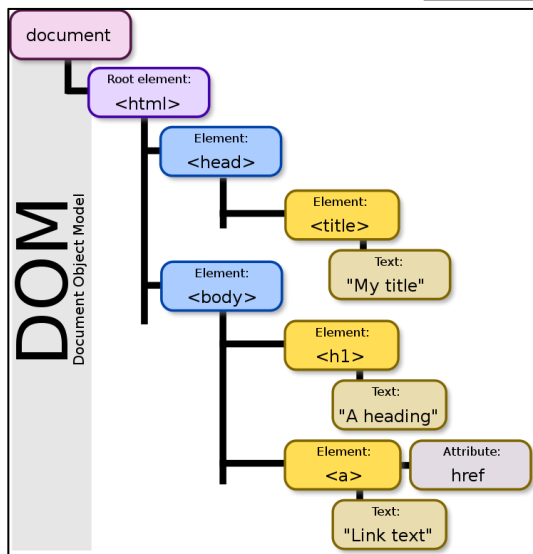 document
Root element:
<html>
Element:
<head>
Element:
<title>
Text:
"My title"
Element:
<body>
Element:
<h1>
Text:
"A heading"
Element:
<a>
Attribute:
href
Text:
"Link text"
DOM
Document Object Model